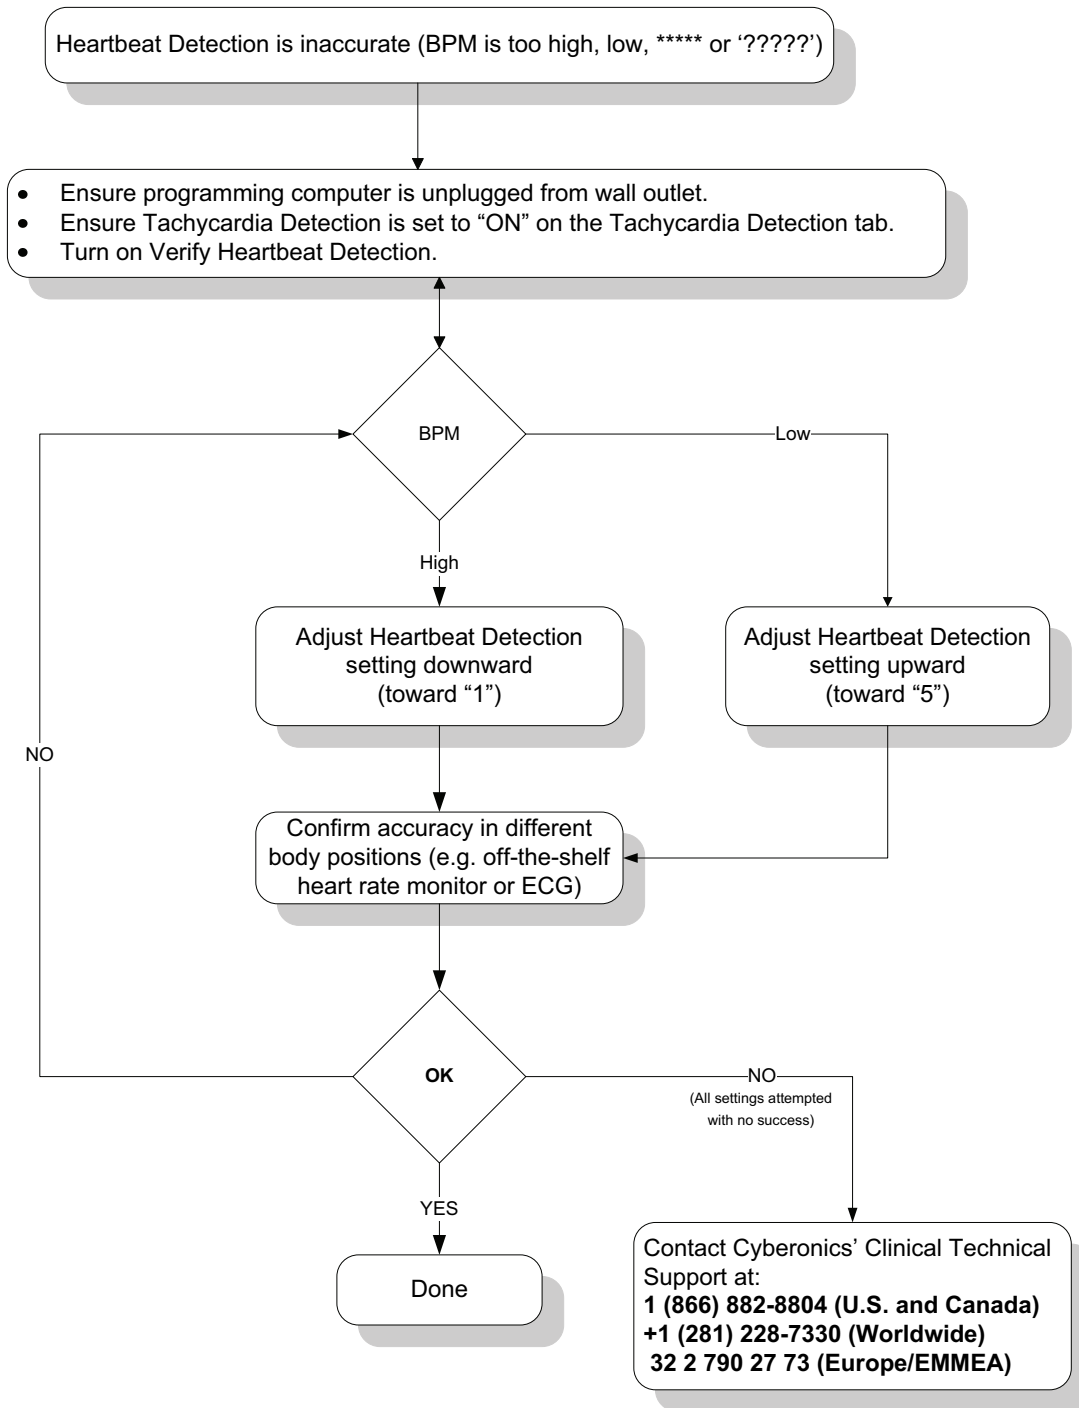 Heartbeat Detection is inaccurate (BPM is too high, low, ***** or ‘?????’)
• Ensure programming computer is unplugged from wall outlet.
• Ensure Tachycardia Detection is set to “ON” on the Tachycardia Detection tab.
• Turn on Verify Heartbeat Detection.
BPM
Low
High
Adjust Heartbeat Detection
setting downward
(toward “1”)
Adjust Heartbeat Detection
setting upward
(toward “5”)
NO
Confirm accuracy in different
body positions (e.g. off-the-shelf
heart rate monitor or ECG)
OK
NO
(All settings attempted
with no success)
YES
Done
Contact Cyberonics’ Clinical Technical
Support at:
1 (866) 882-8804 (U.S. and Canada)
+1 (281) 228-7330 (Worldwide)
32 2 790 27 73 (Europe/EMMEA)